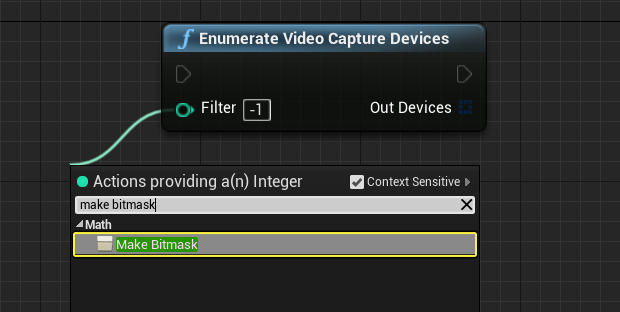 Enumerate Video Capture Devices
Filter -1 Out Devices
Actions providing a(n) Integer Context Sensitive
make bitmask
Math
Make Bitmask